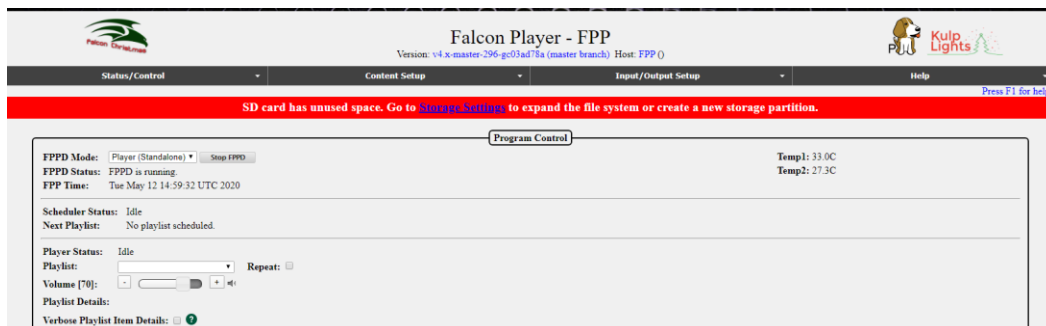 Falcon Christmas
Falcon Player - FPP
Version: v4.x-master-296-gc03ad78a (master branch) Host: FPP ()
Kulp
Lights
Status/Control
Content Setup
Input/Output Setup
Help
Press F1 for help
SD card has unused space. Go to Storage Settings to expand the file system or create a new storage partition.
Program Control
FPPD Mode: Player (Standalone) Stop FPPD
Temp1: 33.0C
FPPD Status: FPPD is running.
Temp2: 27.3C
FPP Time: Tue May 12 14:59:32 UTC 2020
Scheduler Status: Idle
Next Playlist: No playlist scheduled.
Player Status: Idle
Playlist: Repeat:
Volume [70]: - +
Playlist Details:
Verbose Playlist Item Details: ?